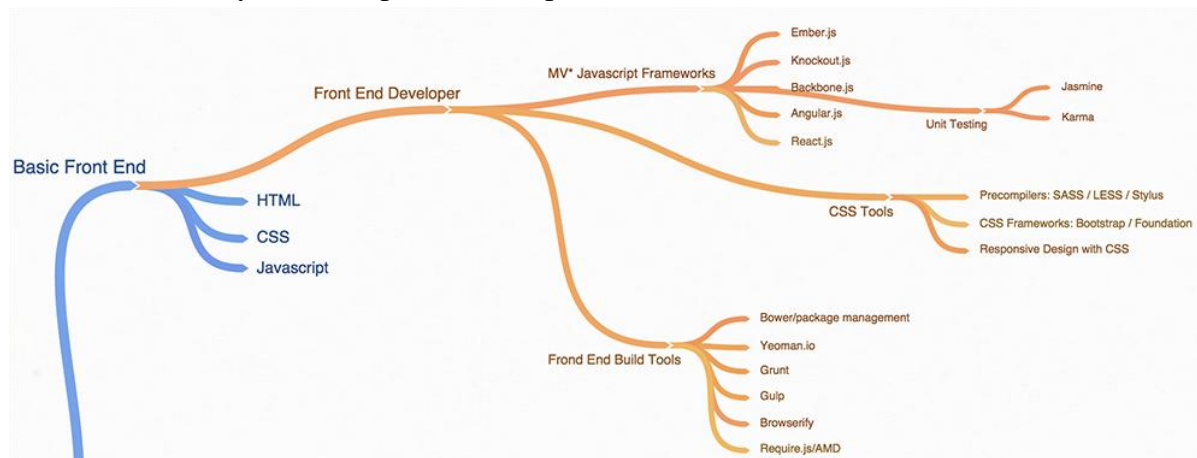 Ember.js
Knockout.js
MV* Javascript Frameworks
Backbone.js
Jasmine
Front End Developer
Angular.js
Unit Testing
Karma
React.js
Basic Front End
HTML
CSS
Javascript
CSS Tools
Precompilers: SASS / LESS / Stylus
CSS Frameworks: Bootstrap / Foundation
Responsive Design with CSS
Frond End Build Tools
Bower/package management
Yeoman.io
Grunt
Gulp
Browserify
Require.js/AMD